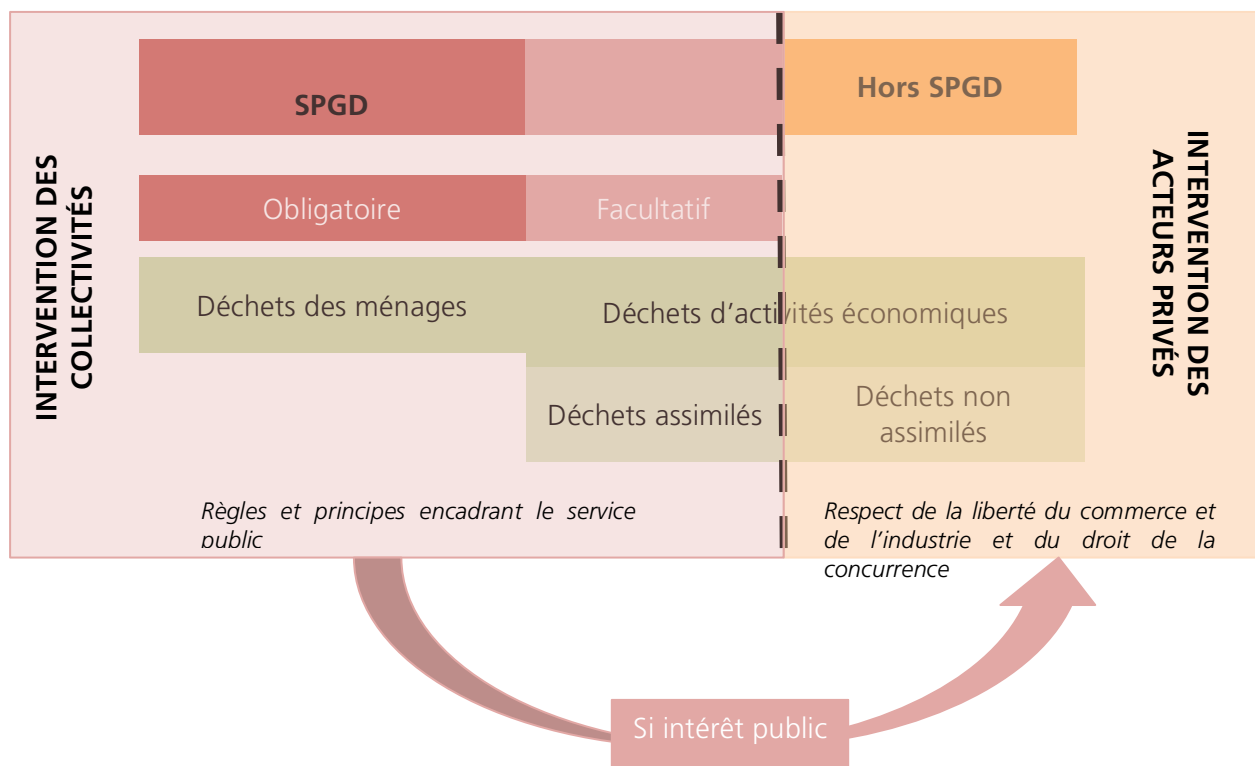 INTERVENTION DES
COLLECTIVITÉS
SPGD
Hors SPGD
Obligatoire
Facultatif
Déchets des ménages
Déchets d'activités économiques
Déchets assimilés
Déchets non
assimilés
Règles et principes encadrant le service
public
Respect de la liberté du commerce et
de l'industrie et du droit de la
concurrence
INTERVENTION DES
ACTEURS PRIVÉS
Si intérêt public